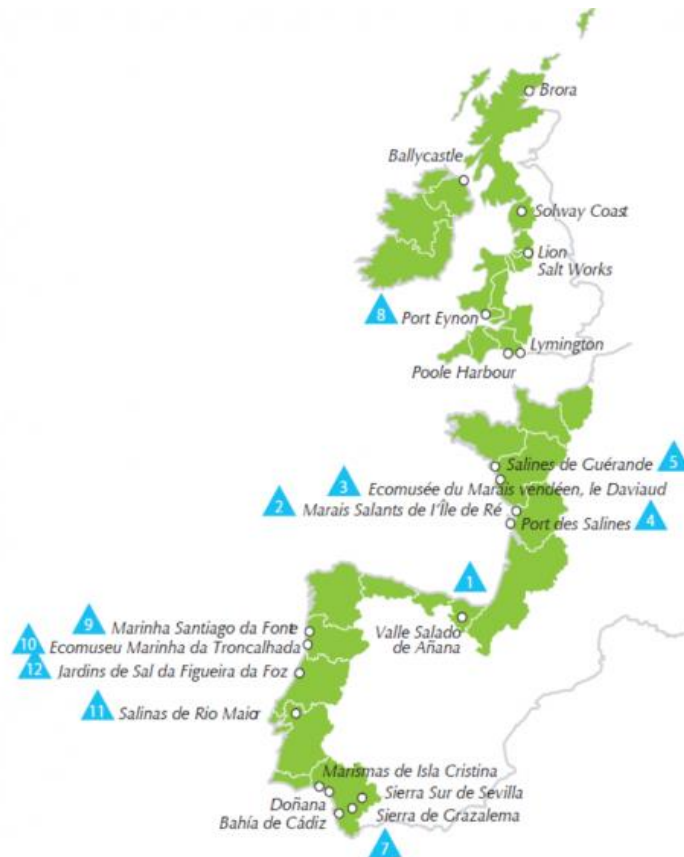 Brora
Ballycastle
Solway Coast
Lion
Salt Works
8 Port Eynon
Lymington
Poole Harbour
Salines de Guérande 5
3 Ecomusée du Marais vendéen, le Daviaud
2 Marais Salants de l'Île de Ré
Port des Salines 4
1
9 Marinha Santiago da Fonte
Valle Salado
de Añana
10 Ecomuseu Marinha da Troncalhada
12 Jardins de Sal da Figueira da Foz
11 Salinas de Rio Maior
Marismas de Isla Cristina
Sierra Sur de Sevilla
Doñana
Bahía de Cádiz
Sierra de Grazalema
7